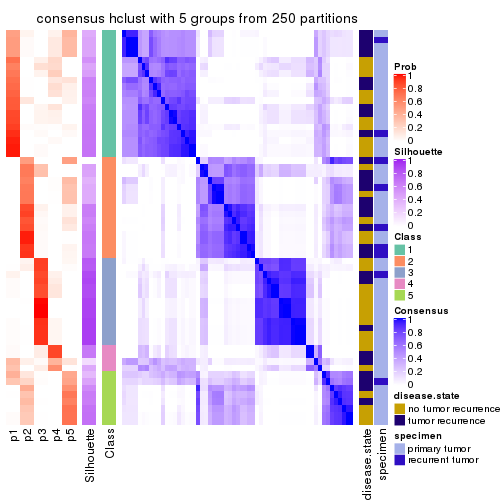 consensus hclust with 5 groups from 250 partitions
p1
p2
p3
p4
p5
Silhouette
Class
disease.state
specimen
Prob
1
0.8
0.6
0.4
0.2
0
Silhouette
1
0.8
0.6
0.4
0.2
0
Class
1
2
3
4
5
Consensus
1
0.8
0.6
0.4
0.2
0
disease.state
no tumor recurrence
tumor recurrence
specimen
primary tumor
recurrent tumor